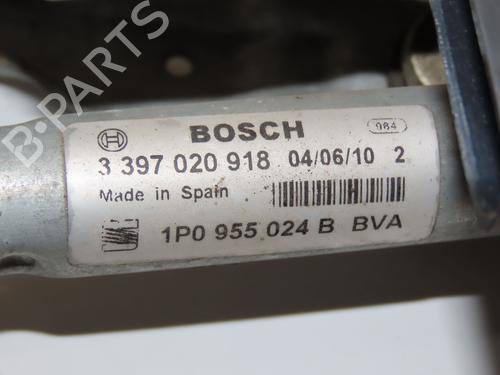 BOSCH
984
3 397 020 918 04/06/10 2
Made in Spain
1P0 955 024 B BVA
B-PARTS